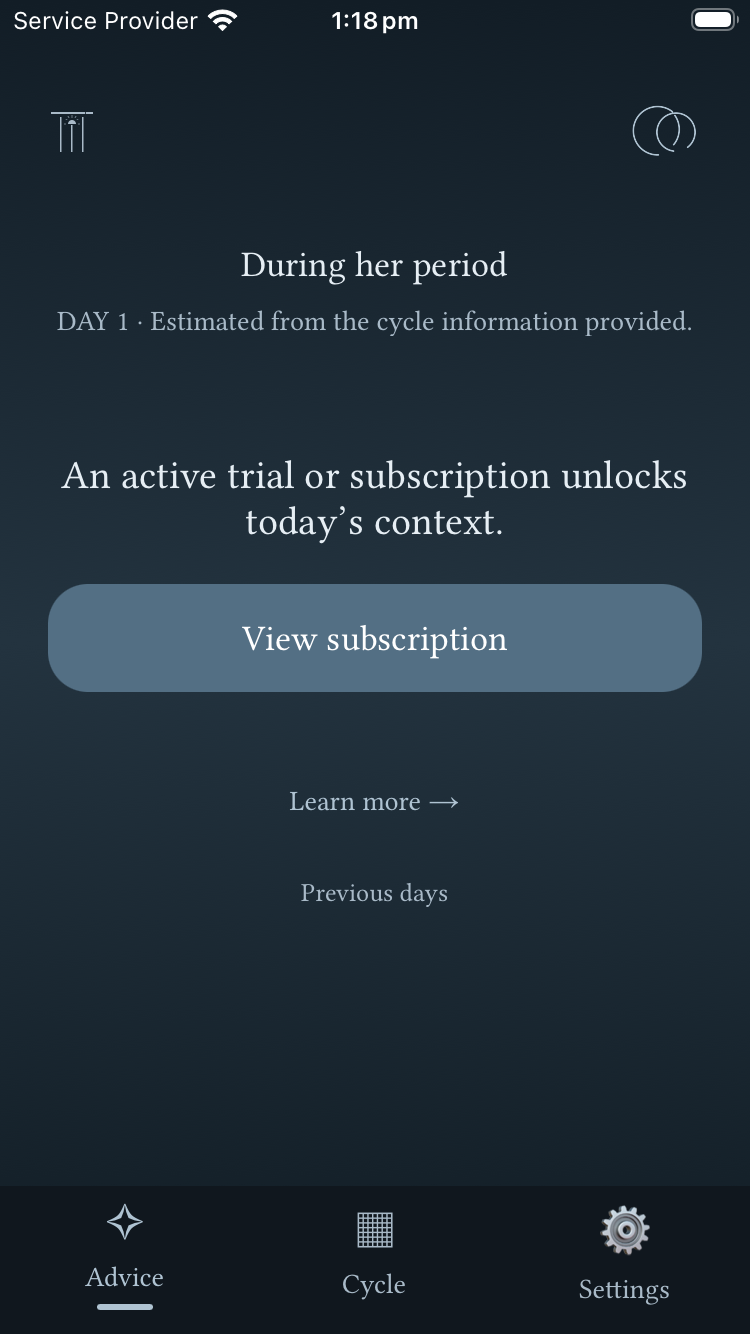 Service Provider 1:18 pm
During her period
DAY 1 · Estimated from the cycle information provided.
An active trial or subscription unlocks
today’s context.
View subscription
Learn more →
Previous days
Advice
Cycle
Settings